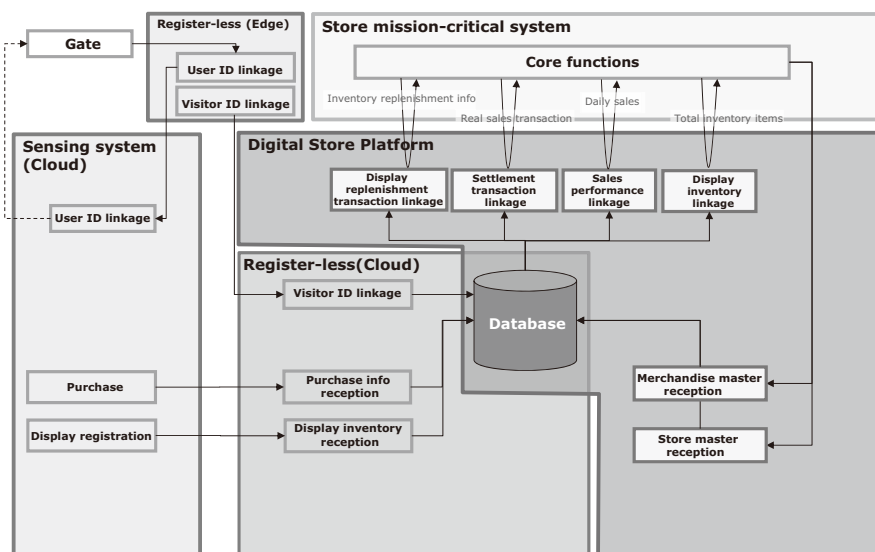 Gate
Register-less (Edge)
User ID linkage
Visitor ID linkage
Store mission-critical system
Core functions
Inventory replenishment info
Real sales transaction
Daily sales
Total inventory items
Sensing system
(Cloud)
User ID linkage
Purchase
Display registration
Digital Store Platform
Display
replenishment
transaction linkage
Settlement
transaction
linkage
Sales
performance
linkage
Display
inventory
linkage
Register-less(Cloud)
Visitor ID linkage
Purchase info
reception
Display inventory
reception
Database
Merchandise master
reception
Store master
reception